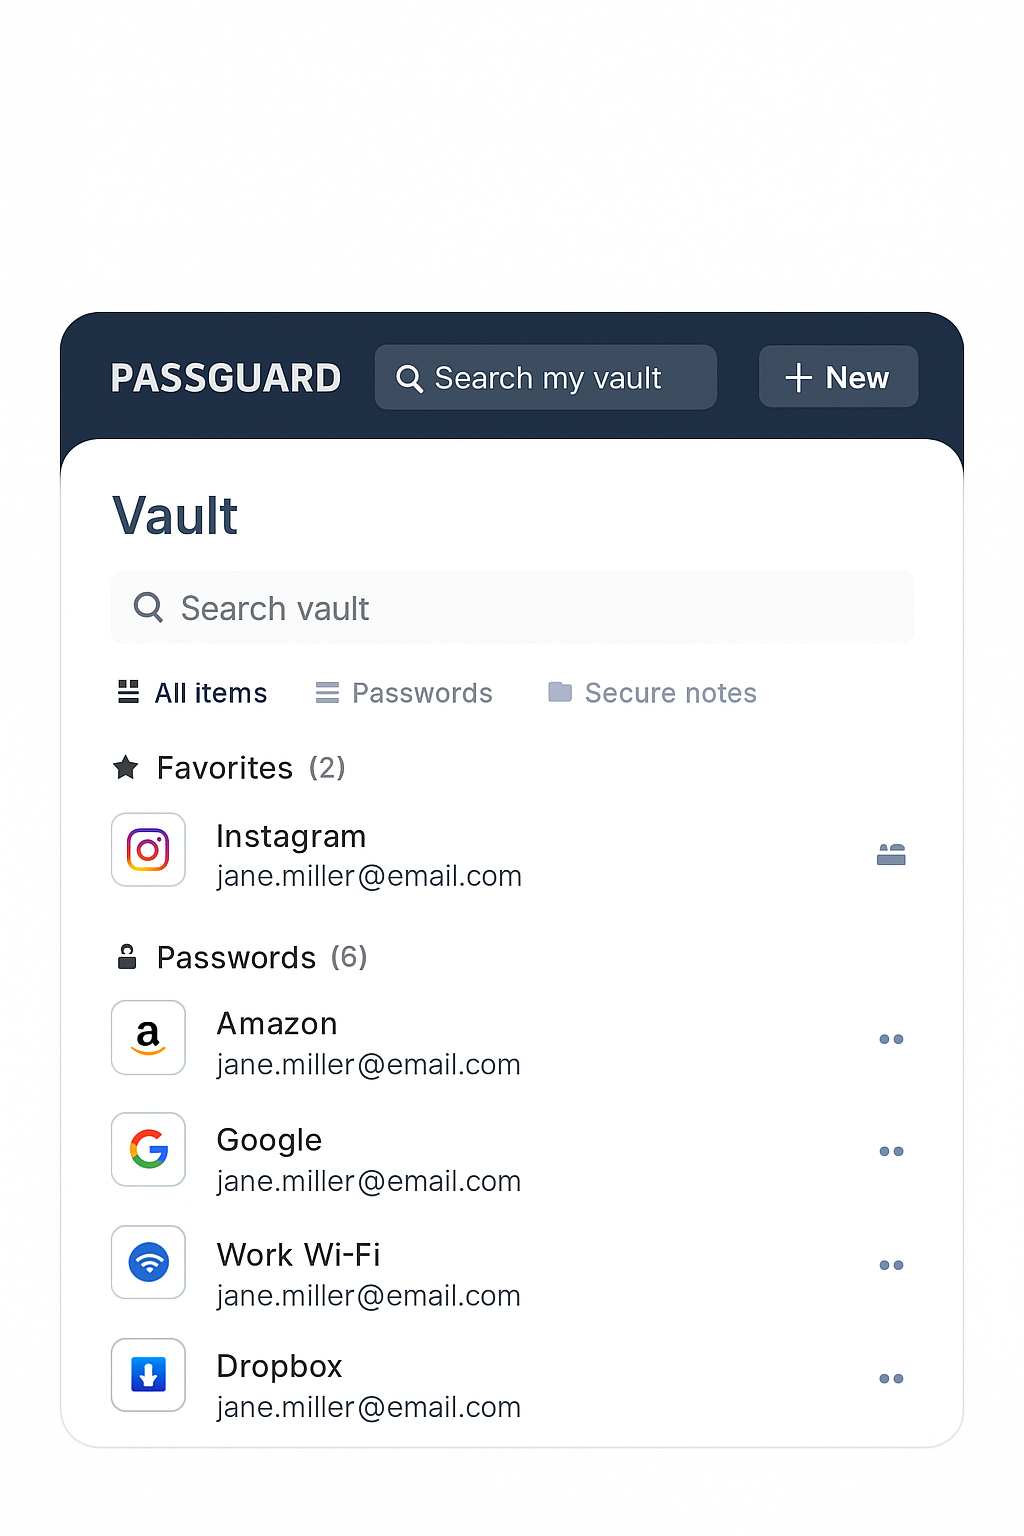 PASSGUARD Search my vault + New
Vault
Search vault
All items Passwords Secure notes
Favorites (2)
Instagram
jane.miller@email.com
Passwords (6)
a
Amazon
jane.miller@email.com
G
Google
jane.miller@email.com
Work Wi-Fi
jane.miller@email.com
Dropbox
jane.miller@email.com